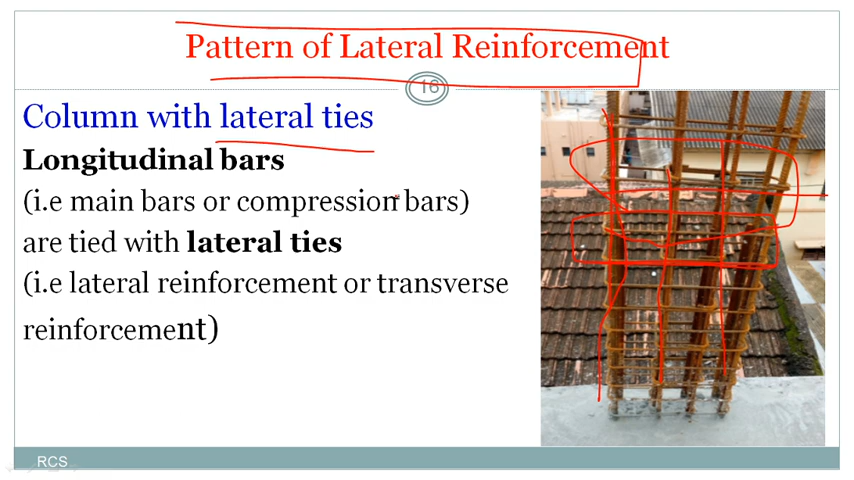 Pattern of Lateral Reinforcement
16
Column with lateral ties
Longitudinal bars
(i.e main bars or compression bars)
are tied with lateral ties
(i.e lateral reinforcement or transverse
reinforcement)
RCS